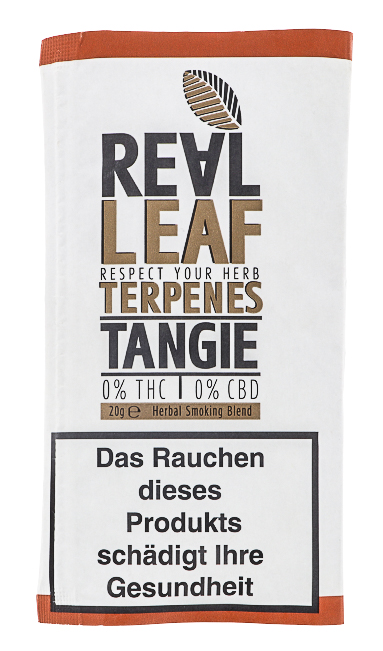 REAL
LEAF
RESPECT YOUR HERB
TERPENES
TANGIE
0% THC | 0% CBD
20g ℮ Herbal Smoking Blend
Das Rauchen
dieses
Produkts
schädigt Ihre
Gesundheit